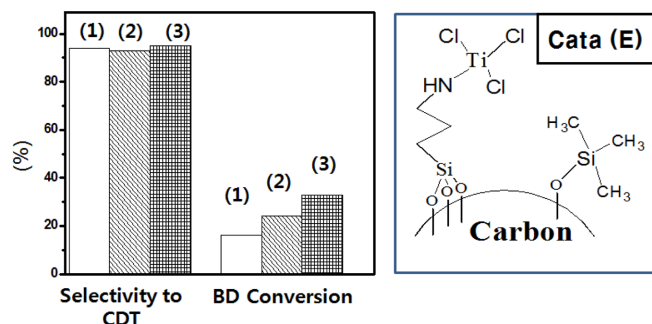 100
80
60
40
20
0
(%)
(1)
(2)
(3)
(1)
(2)
(3)
Selectivity to
CDT
BD Conversion
Cata (E)
Cl
Cl
Ti
Cl
HN
CH₃
H₃C
Si
CH₃
Si
O
O
O
O
Carbon